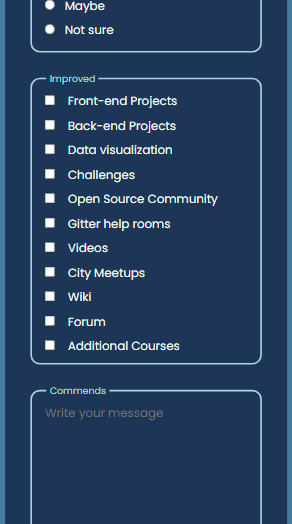 Maybe
Not sure
Improved
Front-end Projects
Back-end Projects
Data visualization
Challenges
Open Source Community
Gitter help rooms
Videos
City Meetups
Wiki
Forum
Additional Courses
Commends
Write your message